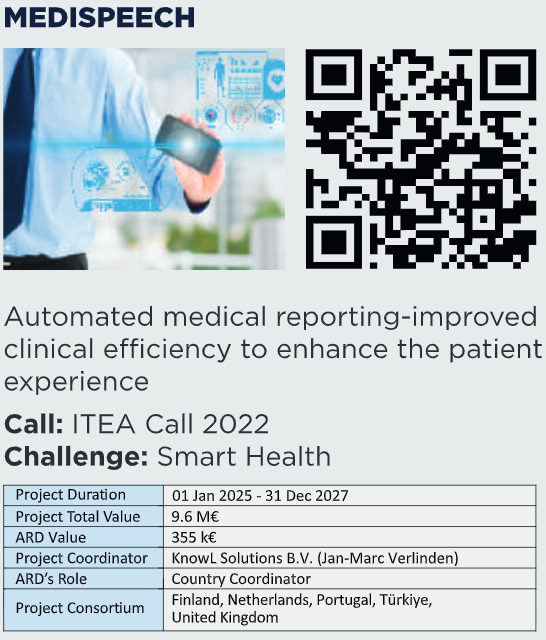 MEDISPEECH
Automated medical reporting-improved
clinical efficiency to enhance the patient
experience
Call: ITEA Call 2022
Challenge: Smart Health
Project Duration 01 Jan 2025 - 31 Dec 2027
Project Total Value 9.6 M€
ARD Value 355 k€
Project Coordinator KnowL Solutions B.V. (Jan-Marc Verlinden)
ARD's Role Country Coordinator
Project Consortium Finland, Netherlands, Portugal, Türkiye,
United Kingdom